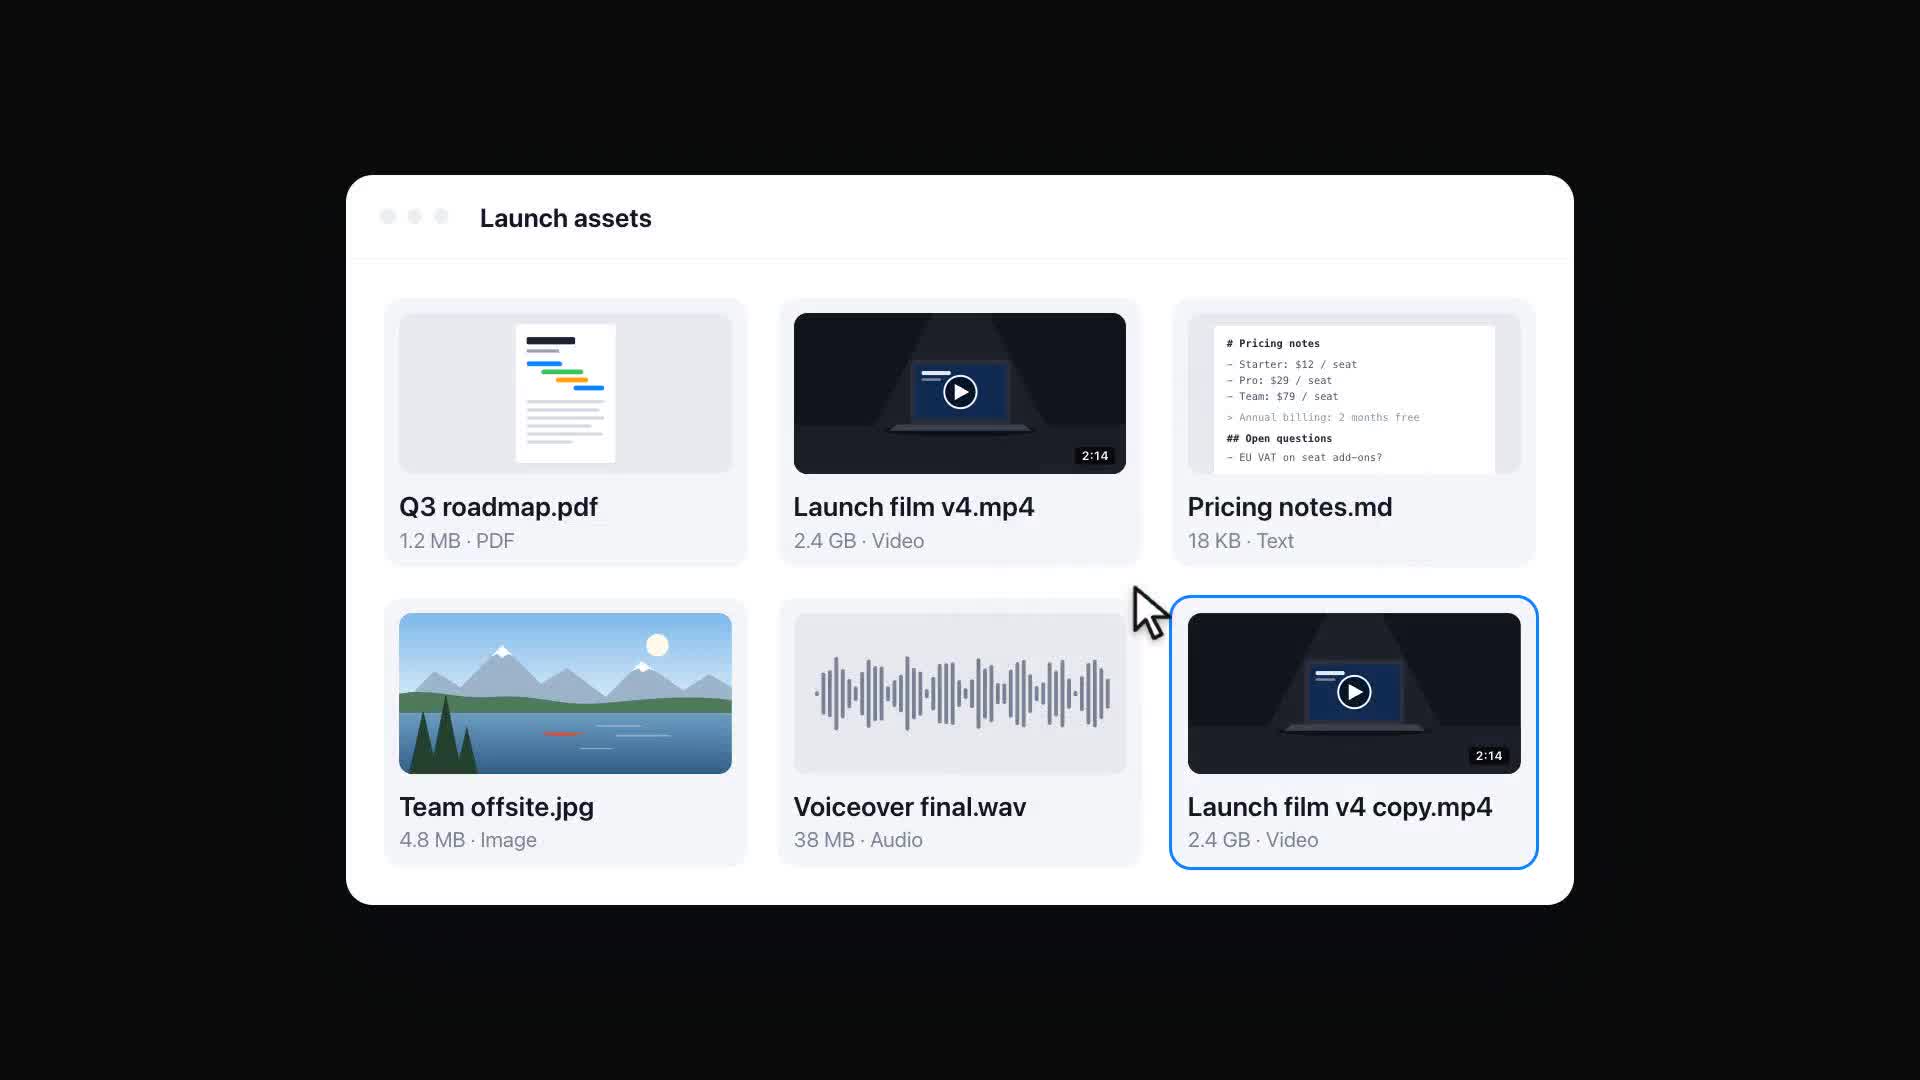 Launch assets
# Pricing notes
- Starter: $12 / seat
- Pro: $29 / seat
- Team: $79 / seat
> Annual billing: 2 months free
## Open questions
- EU VAT on seat add-ons?
2:14
Q3 roadmap.pdf
1.2 MB · PDF
Launch film v4.mp4
2.4 GB · Video
Pricing notes.md
18 KB · Text
2:14
Team offsite.jpg
4.8 MB · Image
Voiceover final.wav
38 MB · Audio
Launch film v4 copy.mp4
2.4 GB · Video